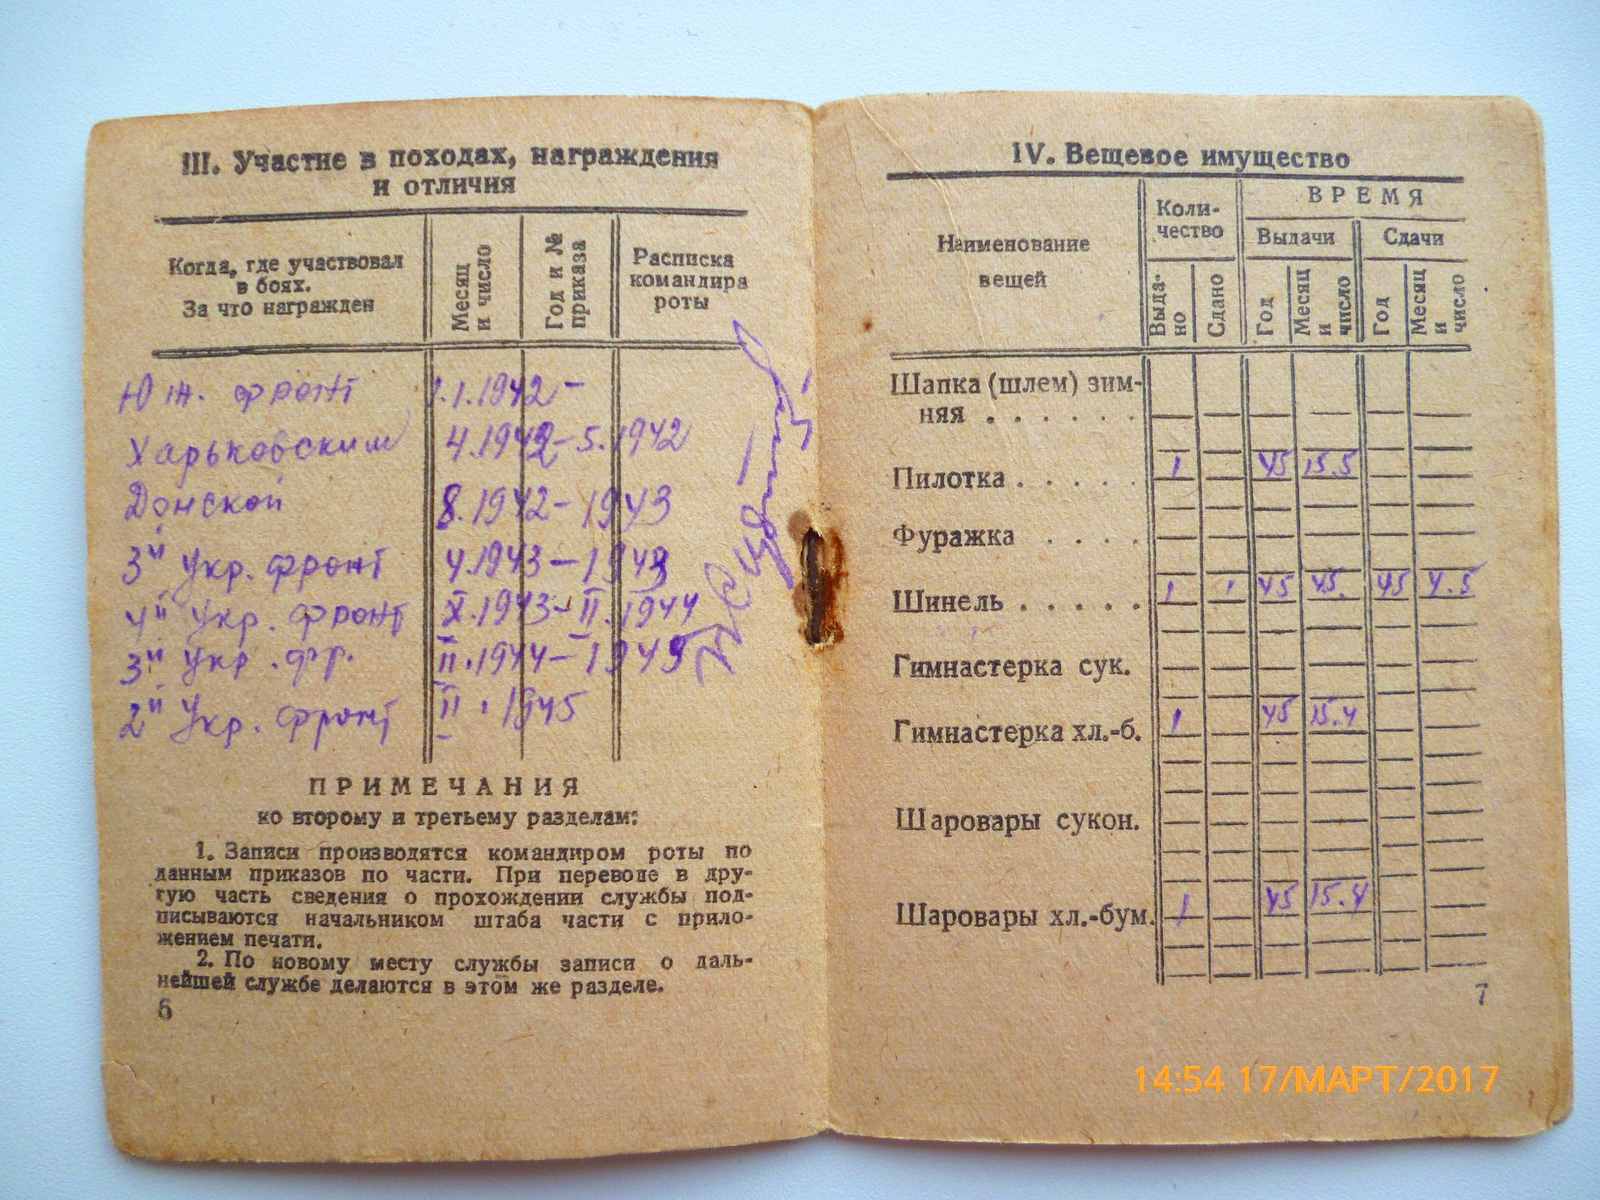 III. Участие в походах, награждения
и отличия
Когда, где участвовал
в боях.
За что награжден
Месяц
и число
Год и №
приказа
Расписка
командира
роты
Юж. фронт 1.1.1942 –
Харьковским 4.1942 – 5.1942
Донской 8.1942 – 1943
3й Укр. фронт 4.1943 – 1943
4й Укр. фронт X.1943 – II.1944
3й Укр. фр. II.1944 – 1945
2й Укр. фронт II.1945
ПРИМЕЧАНИЯ
ко второму и третьему разделам:
1. Записи производятся командиром роты по
данным приказов по части. При переводе в дру-
гую часть сведения о прохождении службы под-
писываются начальником штаба части с прило-
жением печати.
2. По новому месту службы записи о даль-
нейшей службе делаются в этом же разделе.
6
IV. Вещевое имущество
Наименование
вещей
Коли-
чество
ВРЕМЯ
Выдачи
Сдачи
Выда-
но
Сдано
Год
Месяц
и
число
Год
Месяц
и
число
Шапка (шлем) зим-
няя . . . . . .
Пилотка . . . . . 1 45 15.5
Фуражка . . . .
Шинель . . . . . 1 1 45 45. 45 4.5
Гимнастерка сук.
Гимнастерка хл.-б. 1 45 15.4
Шаровары сукон.
Шаровары хл.-бум. 1 45 15.4
7
14:54 17/МАРТ/2017